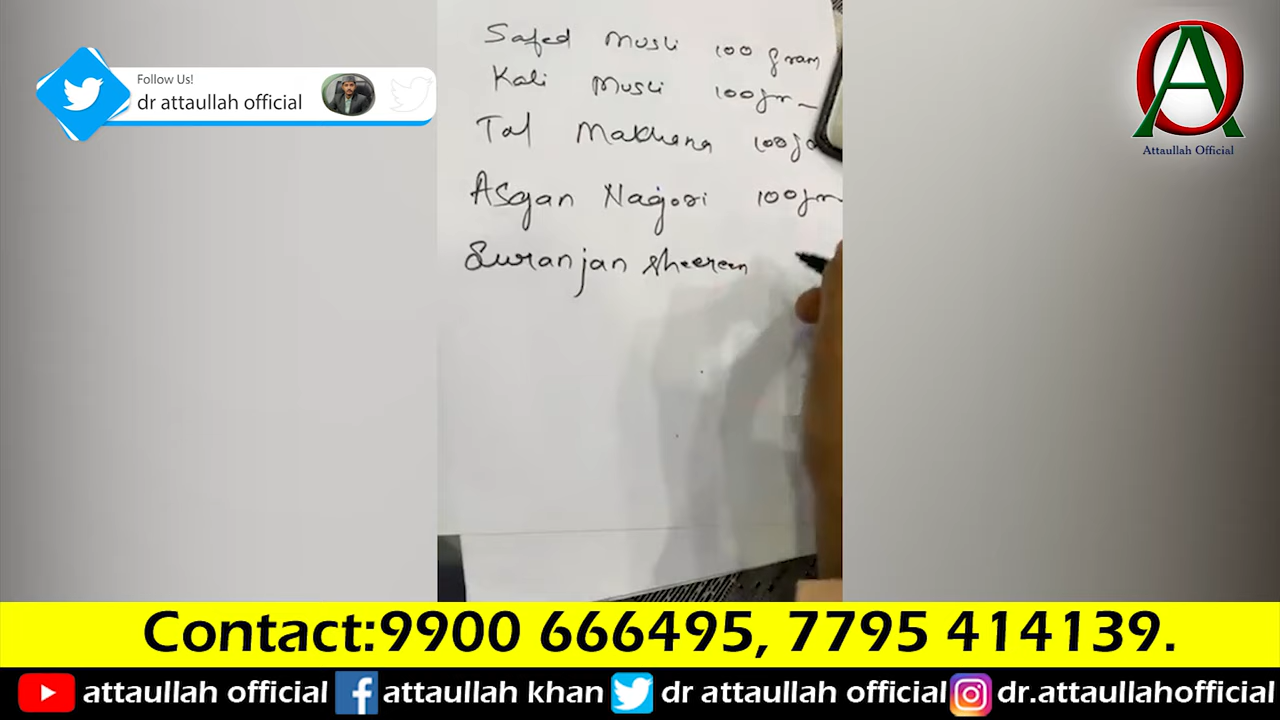 Follow Us!
dr attaullah official
Attaullah Official
Safed Musli 100 gram
Kali Musli 100gm
Tal Makhana 100g
Asgan Nagori 100gm
Suranjan sheereen
Contact:9900 666495, 7795 414139.
attaullah official attaullah khan dr attaullah official dr.attaullahofficial